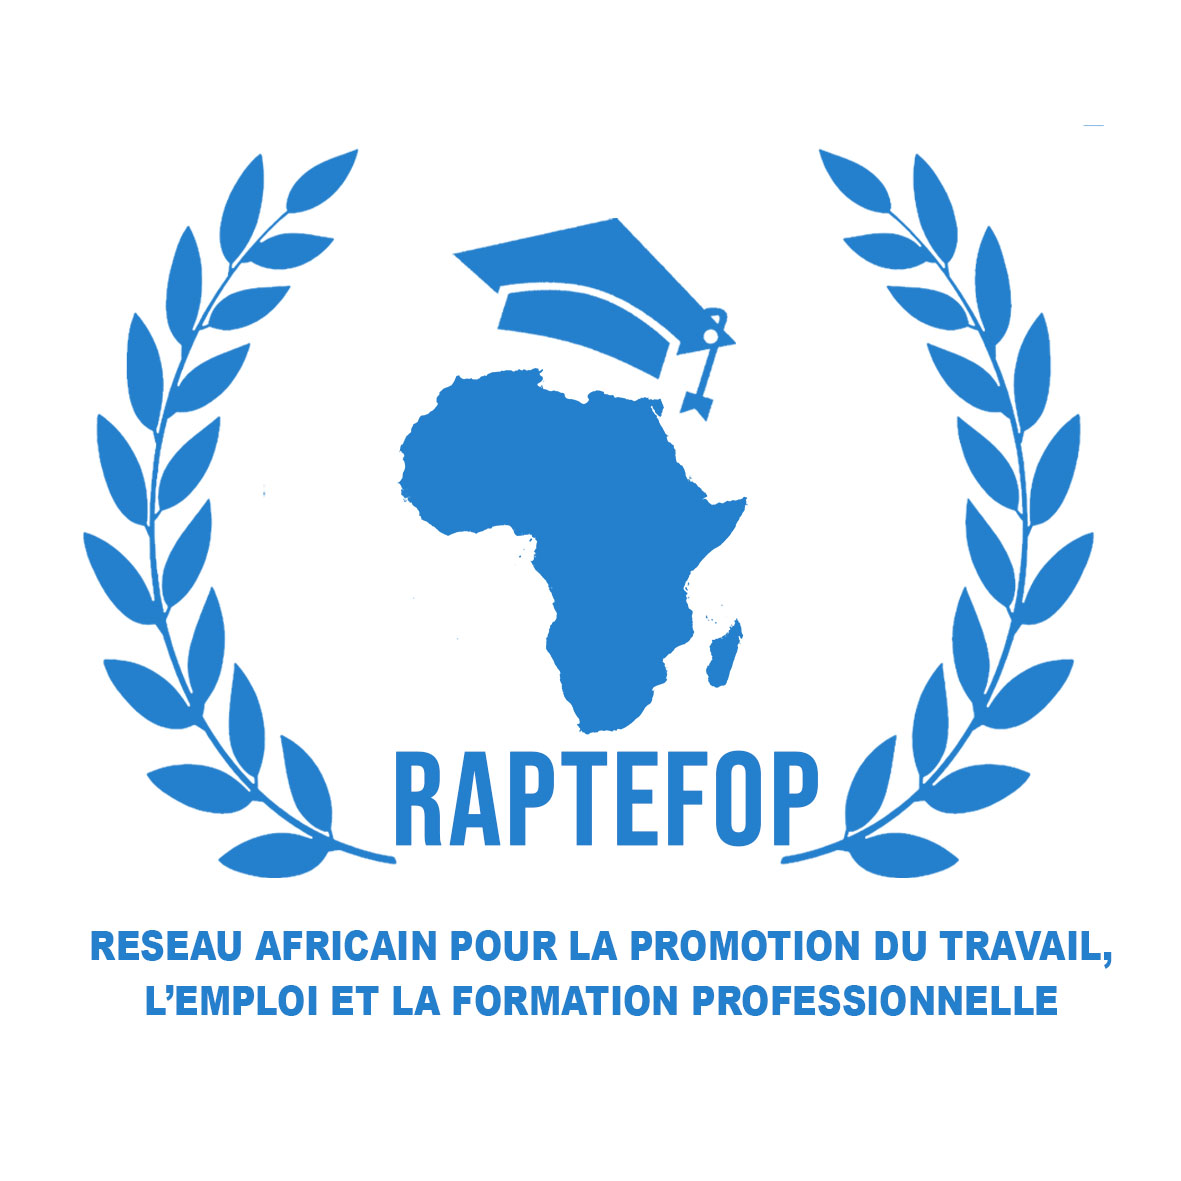 RAPTEFOP
RESEAU AFRICAIN POUR LA PROMOTION DU TRAVAIL,
L’EMPLOI ET LA FORMATION PROFESSIONNELLE